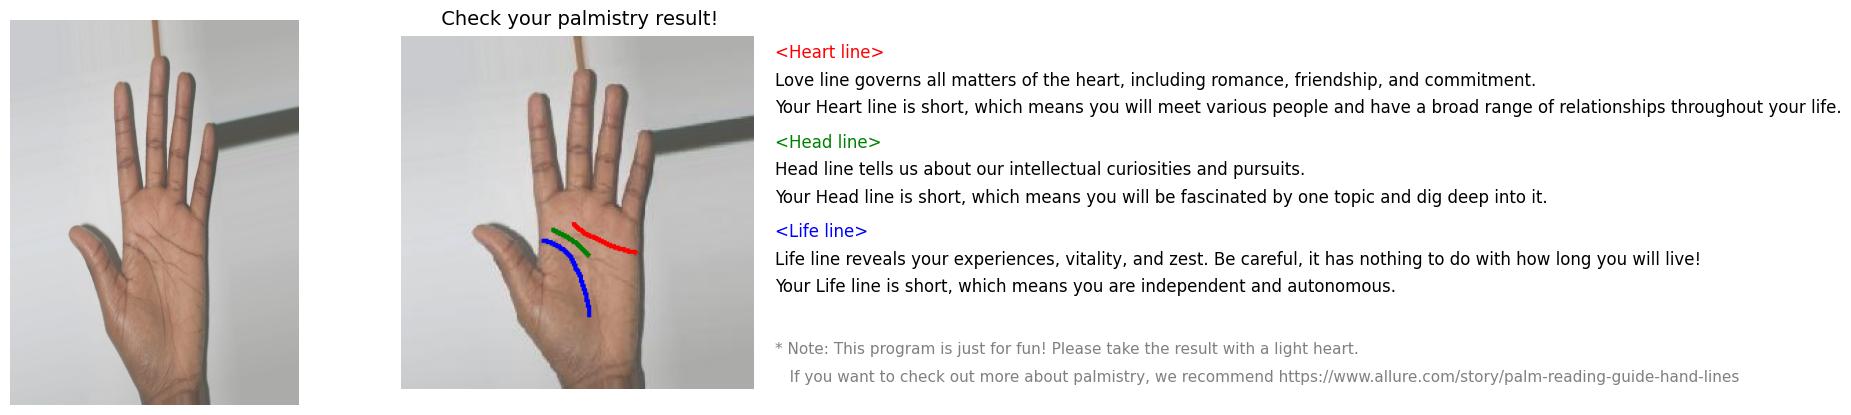 Check your palmistry result!
<Heart line>
Love line governs all matters of the heart, including romance, friendship, and commitment.
Your Heart line is short, which means you will meet various people and have a broad range of relationships throughout your life.
<Head line>
Head line tells us about our intellectual curiosities and pursuits.
Your Head line is short, which means you will be fascinated by one topic and dig deep into it.
<Life line>
Life line reveals your experiences, vitality, and zest. Be careful, it has nothing to do with how long you will live!
Your Life line is short, which means you are independent and autonomous.
* Note: This program is just for fun! Please take the result with a light heart.
If you want to check out more about palmistry, we recommend https://www.allure.com/story/palm-reading-guide-hand-lines